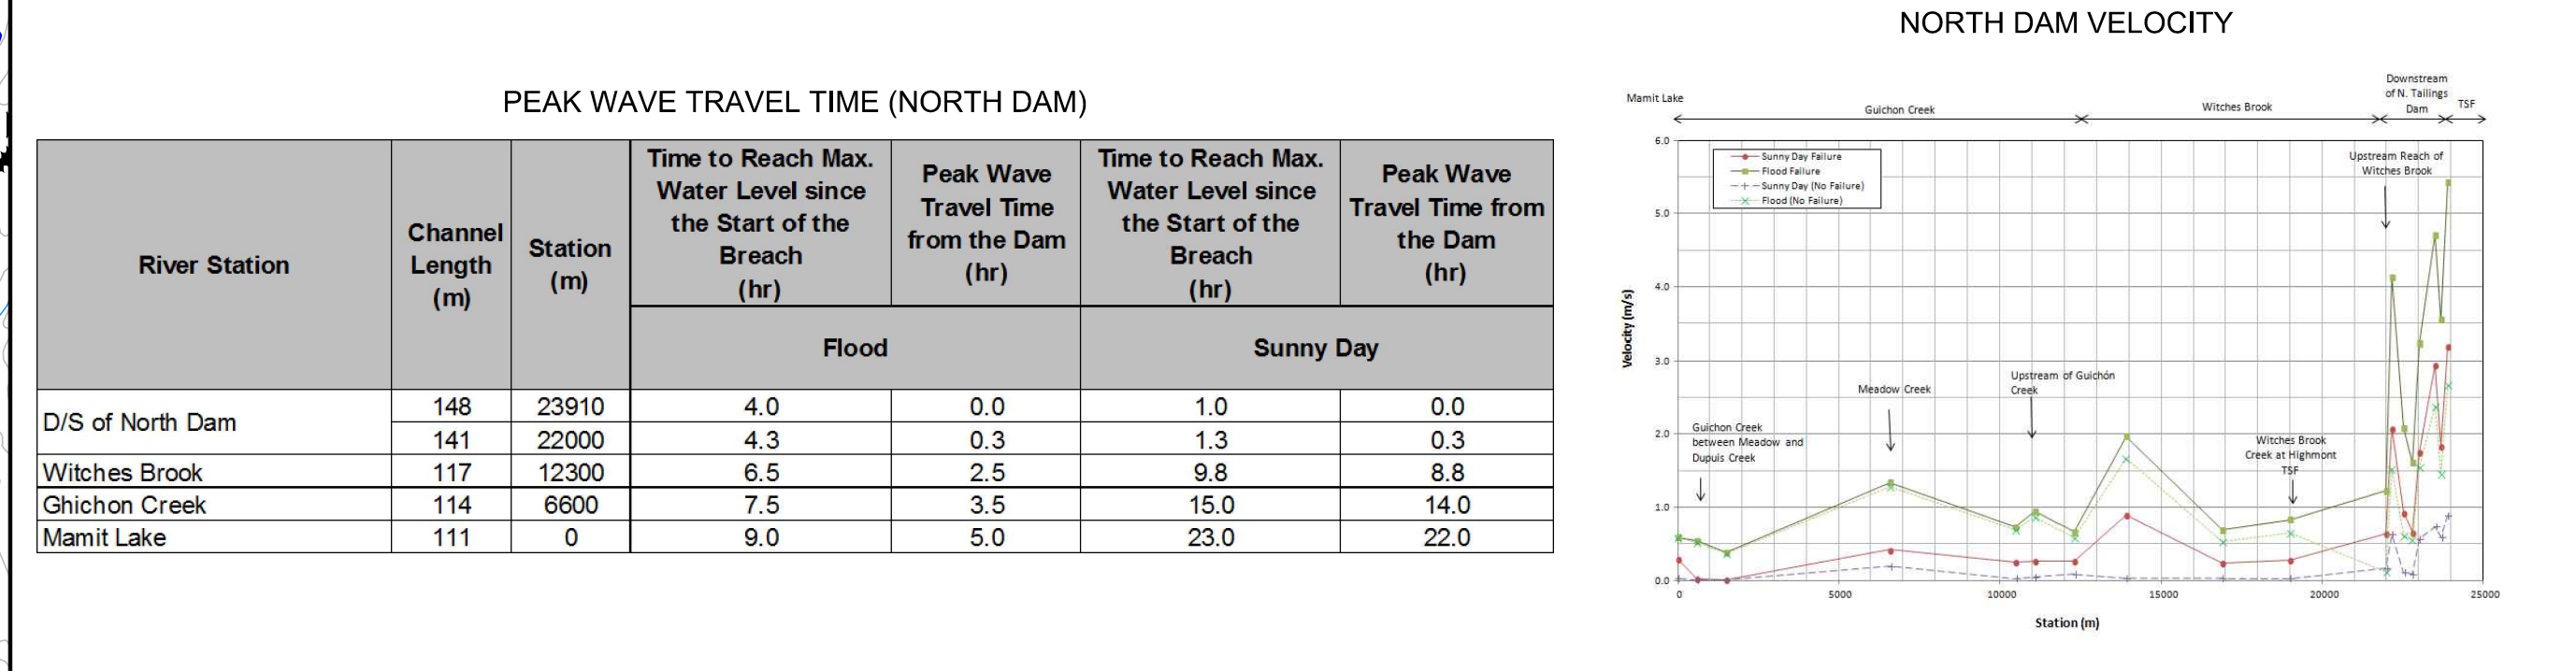 NORTH DAM VELOCITY
PEAK WAVE TRAVEL TIME (NORTH DAM)
River Station
Channel
Length
(m)
Station
(m)
Time to Reach Max.
Water Level since
the Start of the
Breach
(hr)
Peak Wave
Travel Time
from the Dam
(hr)
Time to Reach Max.
Water Level since
the Start of the
Breach
(hr)
Peak Wave
Travel Time from
the Dam
(hr)
Flood
Sunny Day
D/S of North Dam
148 23910 4.0 0.0 1.0 0.0
141 22000 4.3 0.3 1.3 0.3
Witches Brook 117 12300 6.5 2.5 9.8 8.8
Ghichon Creek 114 6600 7.5 3.5 15.0 14.0
Mamit Lake 111 0 9.0 5.0 23.0 22.0
Mamit Lake
Guichon Creek
Witches Brook
Downstream
of N. Tailings
Dam
TSF
Sunny Day Failure
Flood Failure
Sunny Day (No Failure)
Flood (No Failure)
Upstream Reach of
Witches Brook
Meadow Creek
Upstream of Guichón
Creek
Guichon Creek
between Meadow and
Dupuis Creek
Witches Brook
Creek at Highmont
TSF
Velocity (m/s)
6.0
5.0
4.0
3.0
2.0
1.0
0.0
0 5000 10000 15000 20000 25000
Station (m)